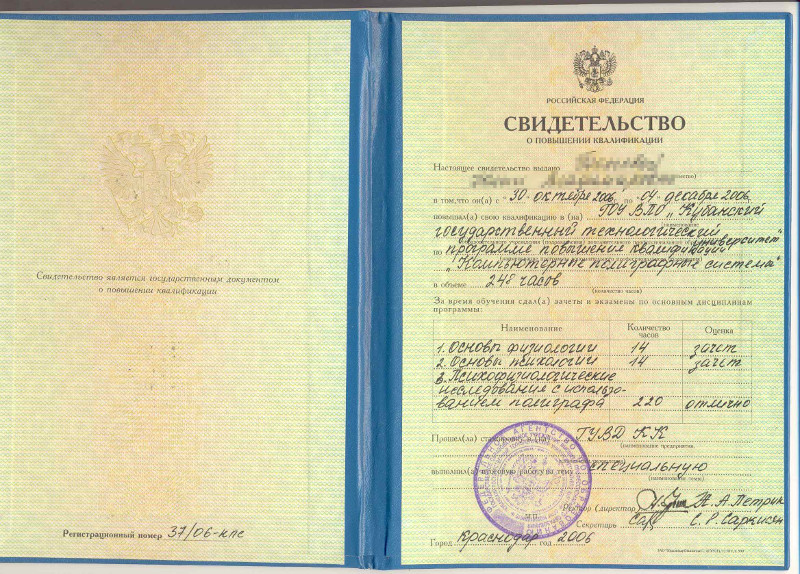 Свидетельство является государственным документом
о повышении квалификации
Регистрационный номер 37/06-кпс
РОССИЙСКАЯ ФЕДЕРАЦИЯ
СВИДЕТЕЛЬСТВО
О ПОВЫШЕНИИ КВАЛИФИКАЦИИ
Настоящее свидетельство выдано
в том, что он(а) с "30 октября 2006 по "04" декабря 2006
повысил(а) свою квалификацию в (на) ГОУ ВПО „Кубанский
государственный технологический
университет"
по программе повышение квалификации
„Компьютерные полиграфные системы"
в объеме 248 часов
(количество часов)
За время обучения сдал(а) зачеты и экзамены по основным дисциплинам
программы:
Наименование Количество часов Оценка
1. Основы физиологии 14 зачет
2. Основы психологии 14 зачет
3. Психофизиологические
исследования с использо-
ванием полиграфа 220 отлично
Прошел(ла) стажировку в (на) ГУВД КК
(наименование предприятия,
выполнил(а) итоговую работу на тему специальную
(наименование темы)
М.П.
Ректор (директор) А. Петрик
Секретарь С. Р. Саркисян
Город Краснодар год 2006